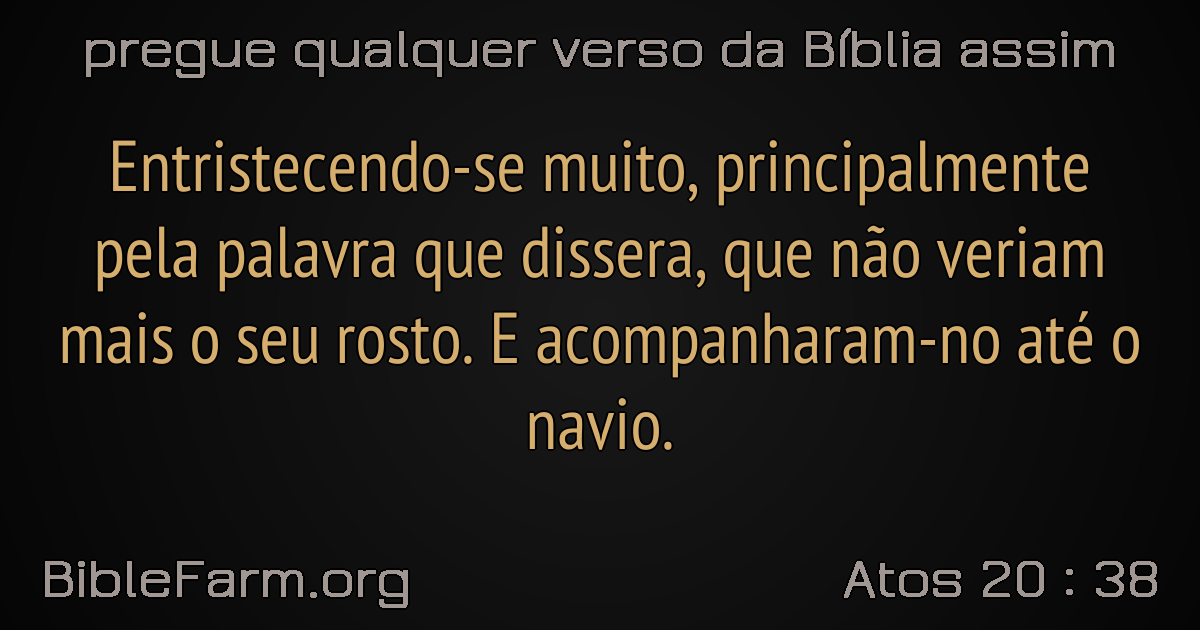 pregue qualquer verso da Bíblia assim
Entristecendo-se muito, principalmente
pela palavra que dissera, que não veriam
mais o seu rosto. E acompanharam-no até o
navio.
BibleFarm.org
Atos 20 : 38